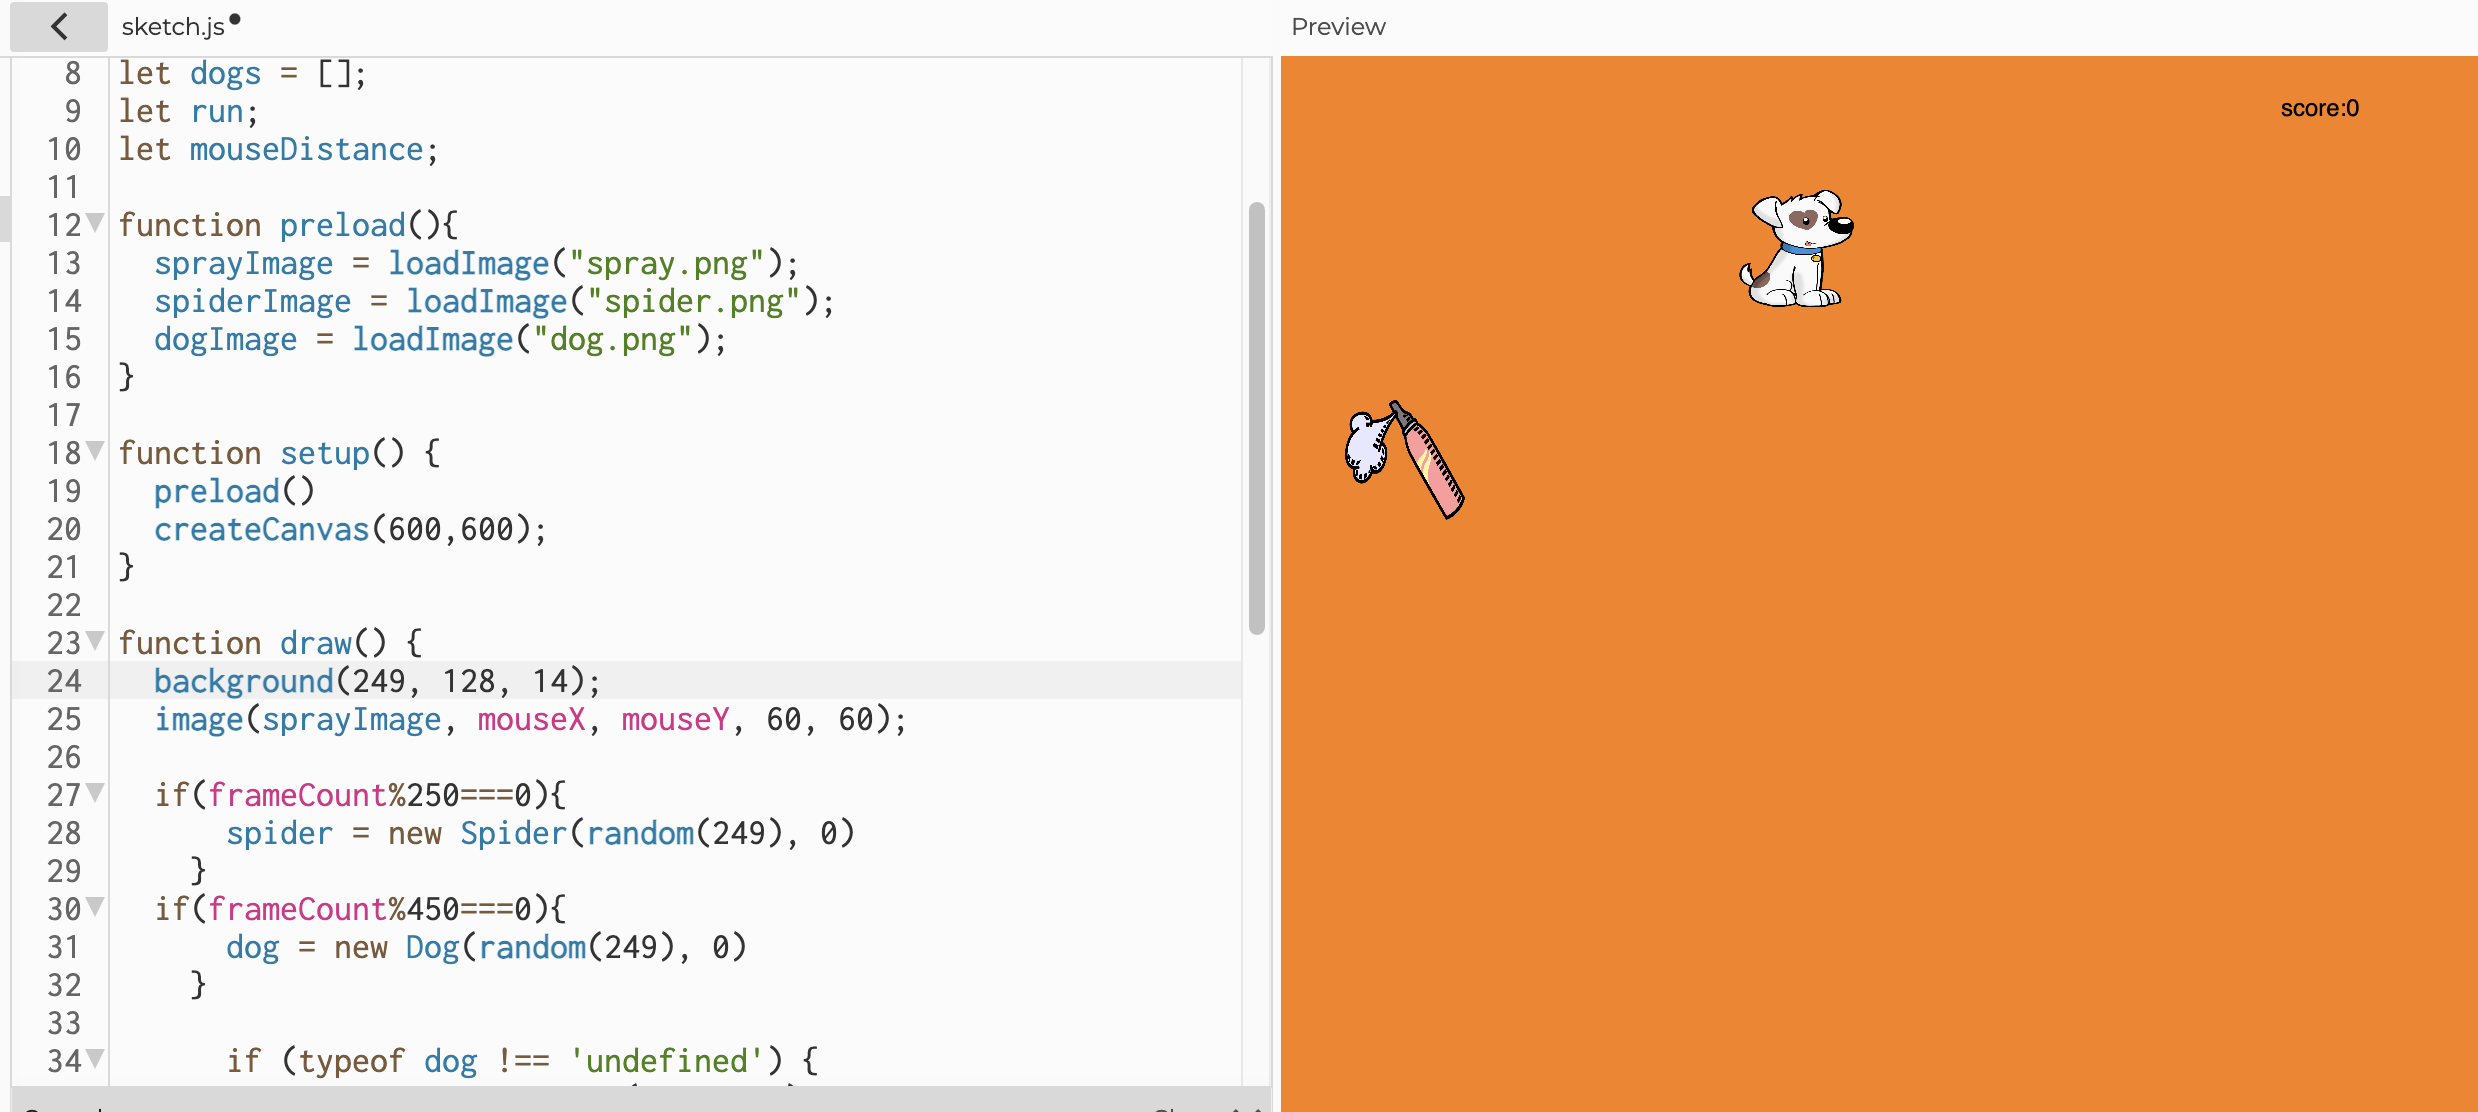 sketch.js
Preview
8 let dogs = [];
9 let run;
10 let mouseDistance;
11
12 function preload(){
13 sprayImage = loadImage("spray.png");
14 spiderImage = loadImage("spider.png");
15 dogImage = loadImage("dog.png");
16 }
17
18 function setup() {
19 preload()
20 createCanvas(600,600);
21 }
22
23 function draw() {
24 background(249, 128, 14);
25 image(sprayImage, mouseX, mouseY, 60, 60);
26
27 if(frameCount%250===0){
28 spider = new Spider(random(249), 0)
29 }
30 if(frameCount%450===0){
31 dog = new Dog(random(249), 0)
32 }
33
34 if (typeof dog !== 'undefined') {
score:0